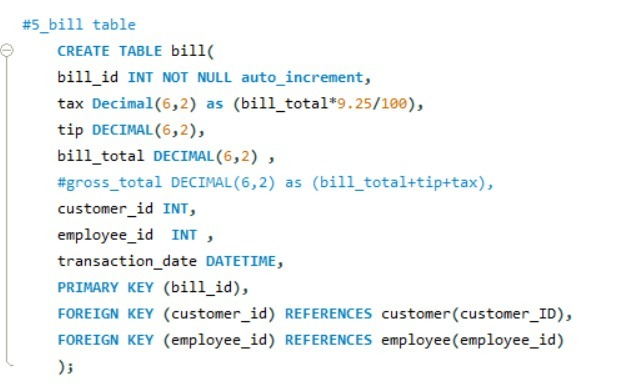 #5_bill table
CREATE TABLE bill(
bill_id INT NOT NULL auto_increment,
tax Decimal(6,2) as (bill_total*9.25/100),
tip DECIMAL(6,2),
bill_total DECIMAL(6,2) ,
#gross_total DECIMAL(6,2) as (bill_total+tip+tax),
customer_id INT,
employee_id  INT ,
transaction_date DATETIME,
PRIMARY KEY (bill_id),
FOREIGN KEY (customer_id) REFERENCES customer(customer_ID),
FOREIGN KEY (employee_id) REFERENCES employee(employee_id)
);